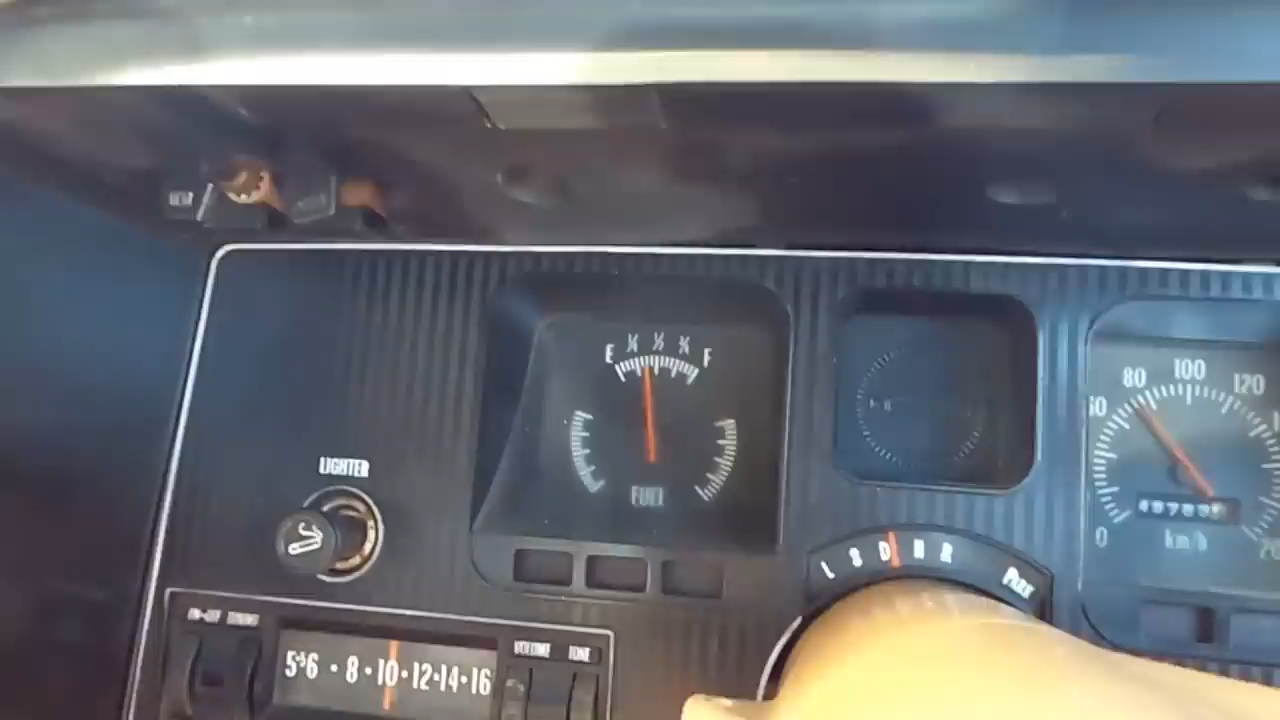 E ¼ ½ ¾ F
FUEL
LIGHTER
80 100 120
0
km/h
L S D N R PARK
ON-OFF TUNING
VOLUME TONE
5·5·6 · 8 · 10 · 12 · 14 · 16